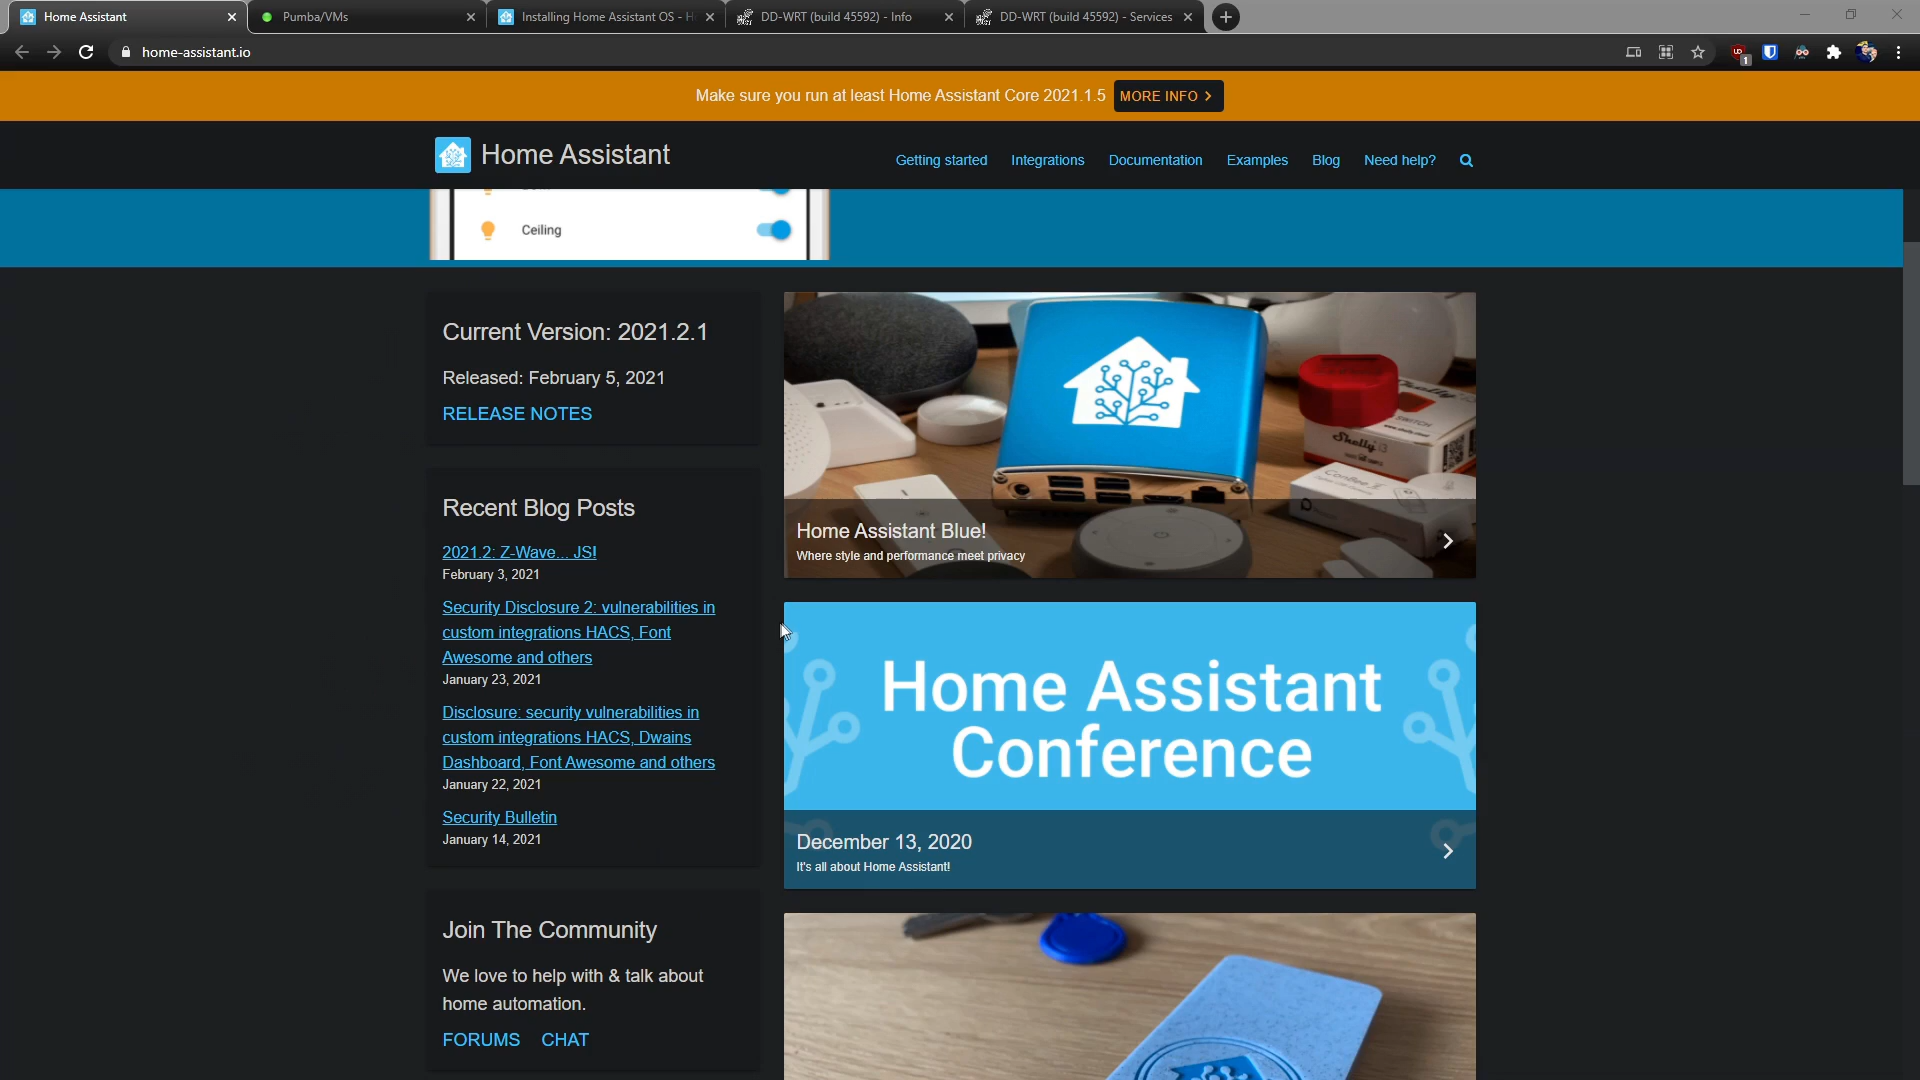 Home Assistant
Pumba/VMs
Installing Home Assistant OS - H
DD-WRT (build 45592) - Info
DD-WRT (build 45592) - Services
home-assistant.io
1
Make sure you run at least Home Assistant Core 2021.1.5
MORE INFO
Home Assistant
Getting started
Integrations
Documentation
Examples
Blog
Need help?
Ceiling
Current Version: 2021.2.1
Released: February 5, 2021
RELEASE NOTES
Recent Blog Posts
2021.2: Z-Wave... JS!
February 3, 2021
Security Disclosure 2: vulnerabilities in
custom integrations HACS, Font
Awesome and others
January 23, 2021
Disclosure: security vulnerabilities in
custom integrations HACS, Dwains
Dashboard, Font Awesome and others
January 22, 2021
Security Bulletin
January 14, 2021
Join The Community
We love to help with & talk about
home automation.
FORUMS
CHAT
SWITCH
Shelly i3
ConBee II
Home Assistant Blue!
Where style and performance meet privacy
Home Assistant
Conference
December 13, 2020
It's all about Home Assistant!